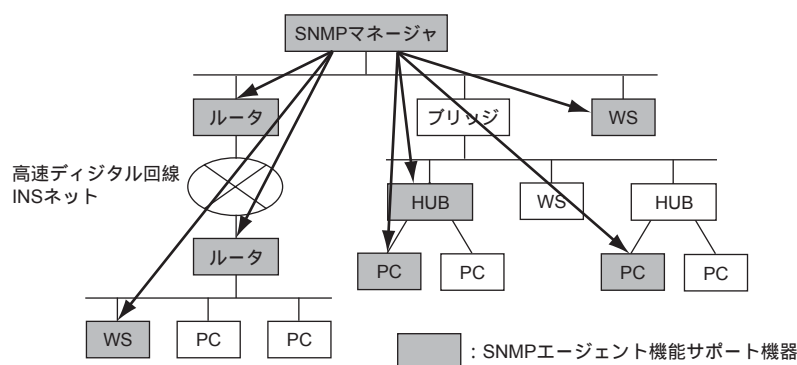 SNMPマネージャ
ルータ
ブリッジ
WS
高速ディジタル回線
INSネット
HUB
WS
HUB
ルータ
PC
PC
PC
PC
WS
PC
PC
：SNMPエージェント機能サポート機器